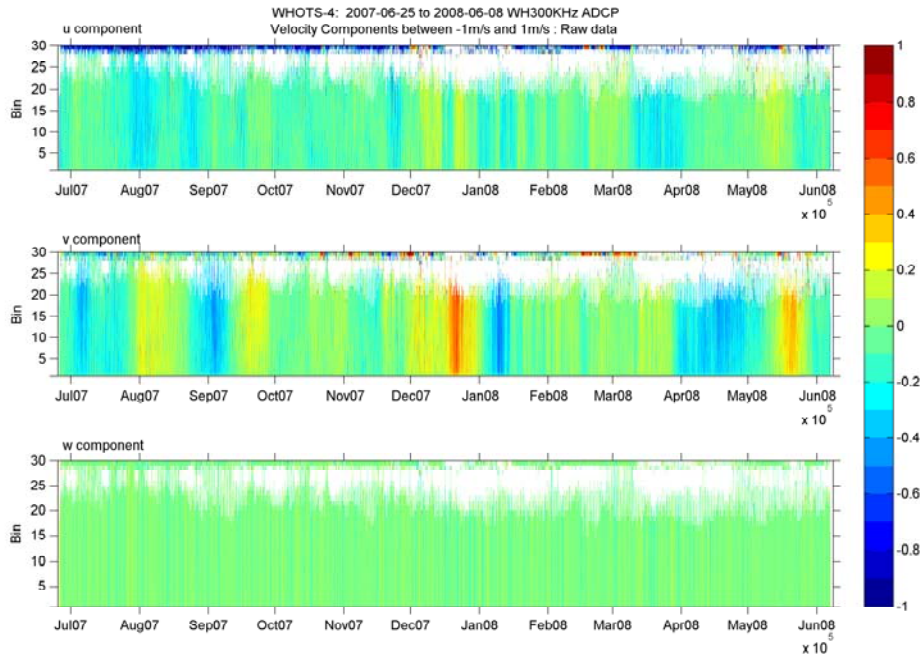 WHOTS-4: 2007-06-25 to 2008-06-08 WH300KHz ADCP
u component Velocity Components between -1m/s and 1m/s : Raw data
30
25
20
15
10
5
Bin
Jul07 Aug07 Sep07 Oct07 Nov07 Dec07 Jan08 Feb08 Mar08 Apr08 May08 Jun08
x 10^5
v component
30
25
20
15
10
5
Bin
Jul07 Aug07 Sep07 Oct07 Nov07 Dec07 Jan08 Feb08 Mar08 Apr08 May08 Jun08
x 10^5
w component
30
25
20
15
10
5
Bin
Jul07 Aug07 Sep07 Oct07 Nov07 Dec07 Jan08 Feb08 Mar08 Apr08 May08 Jun08
x 10^5
1
0.8
0.6
0.4
0.2
0
-0.2
-0.4
-0.6
-0.8
-1